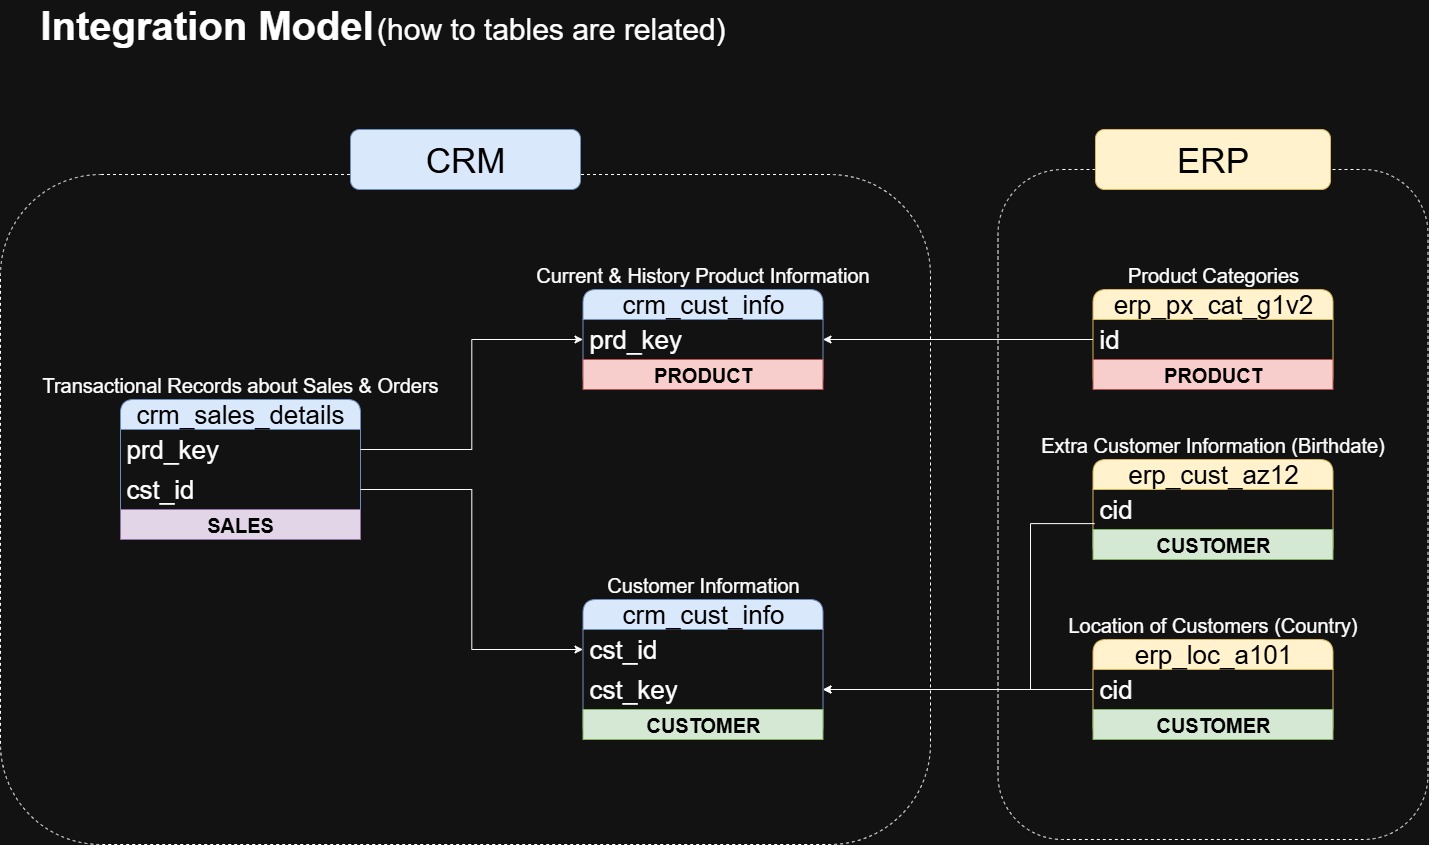 Integration Model (how to tables are related)
CRM
ERP
Current & History Product Information
crm_cust_info
prd_key
PRODUCT
Product Categories
erp_px_cat_g1v2
id
PRODUCT
Transactional Records about Sales & Orders
crm_sales_details
prd_key
cst_id
SALES
Extra Customer Information (Birthdate)
erp_cust_az12
cid
CUSTOMER
Customer Information
crm_cust_info
cst_id
cst_key
CUSTOMER
Location of Customers (Country)
erp_loc_a101
cid
CUSTOMER